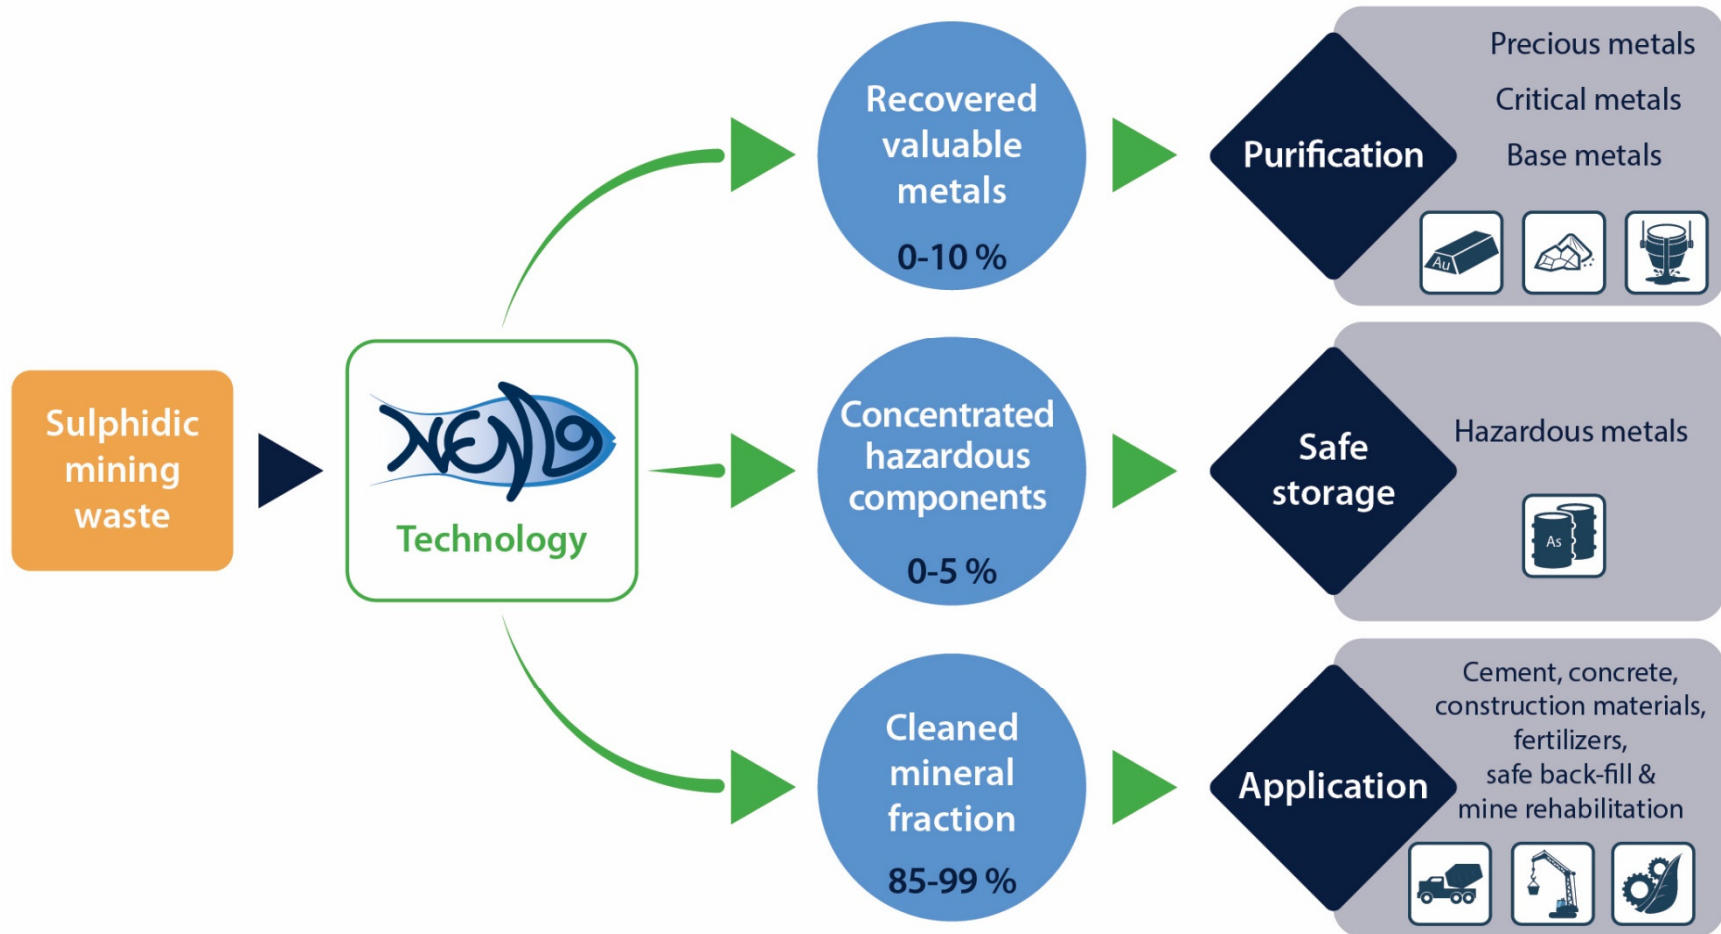 Sulphidic
mining
waste
NEMO
Technology
Recovered
valuable
metals
0-10 %
Purification
Precious metals
Critical metals
Base metals
Au
Concentrated
hazardous
components
0-5 %
Safe
storage
Hazardous metals
As
Cleaned
mineral
fraction
85-99 %
Application
Cement, concrete,
construction materials,
fertilizers,
safe back-fill &
mine rehabilitation